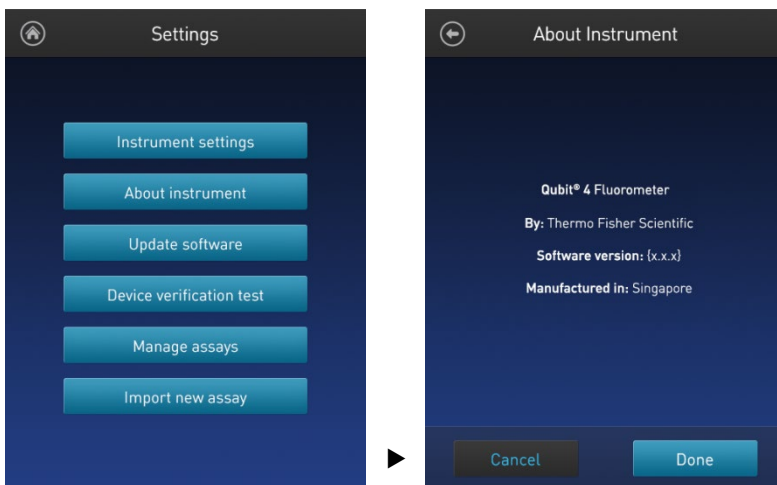 Settings
Instrument settings
About instrument
Update software
Device verification test
Manage assays
Import new assay
About Instrument
Qubit® 4 Fluorometer
By: Thermo Fisher Scientific
Software version: {x.x.x}
Manufactured in: Singapore
Cancel
Done